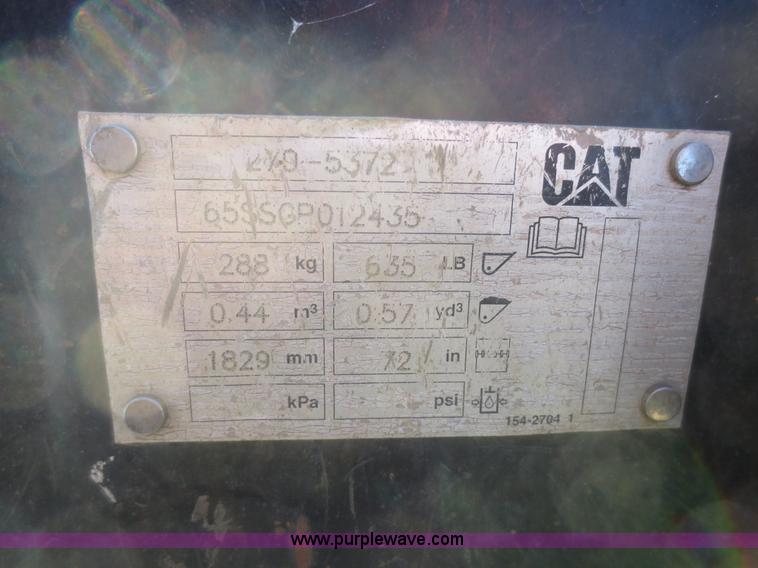 CAT
65SSGP012435
288 kg 635 LB
0.44 m³ 0.57 yd³
1829 mm 72 in
kPa psi
154-2704 1
www.purplewave.com